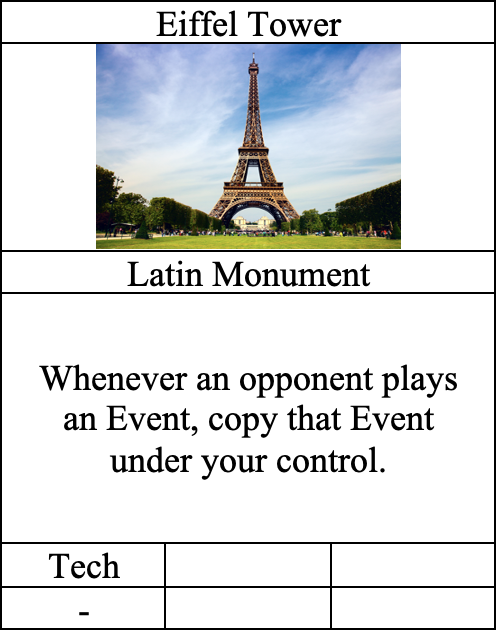 Eiffel Tower
Latin Monument
Whenever an opponent plays
an Event, copy that Event
under your control.
Tech
-